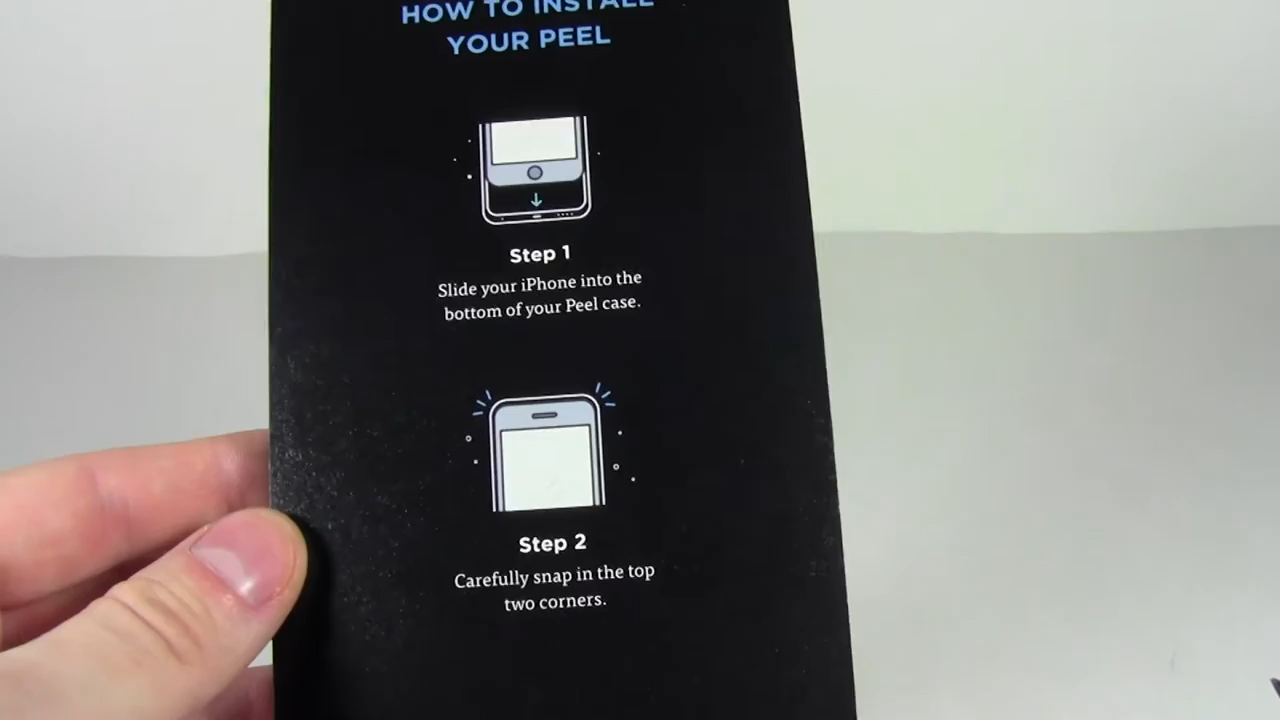 HOW TO INSTALL
YOUR PEEL
Step 1
Slide your iPhone into the
bottom of your Peel case.
Step 2
Carefully snap in the top
two corners.